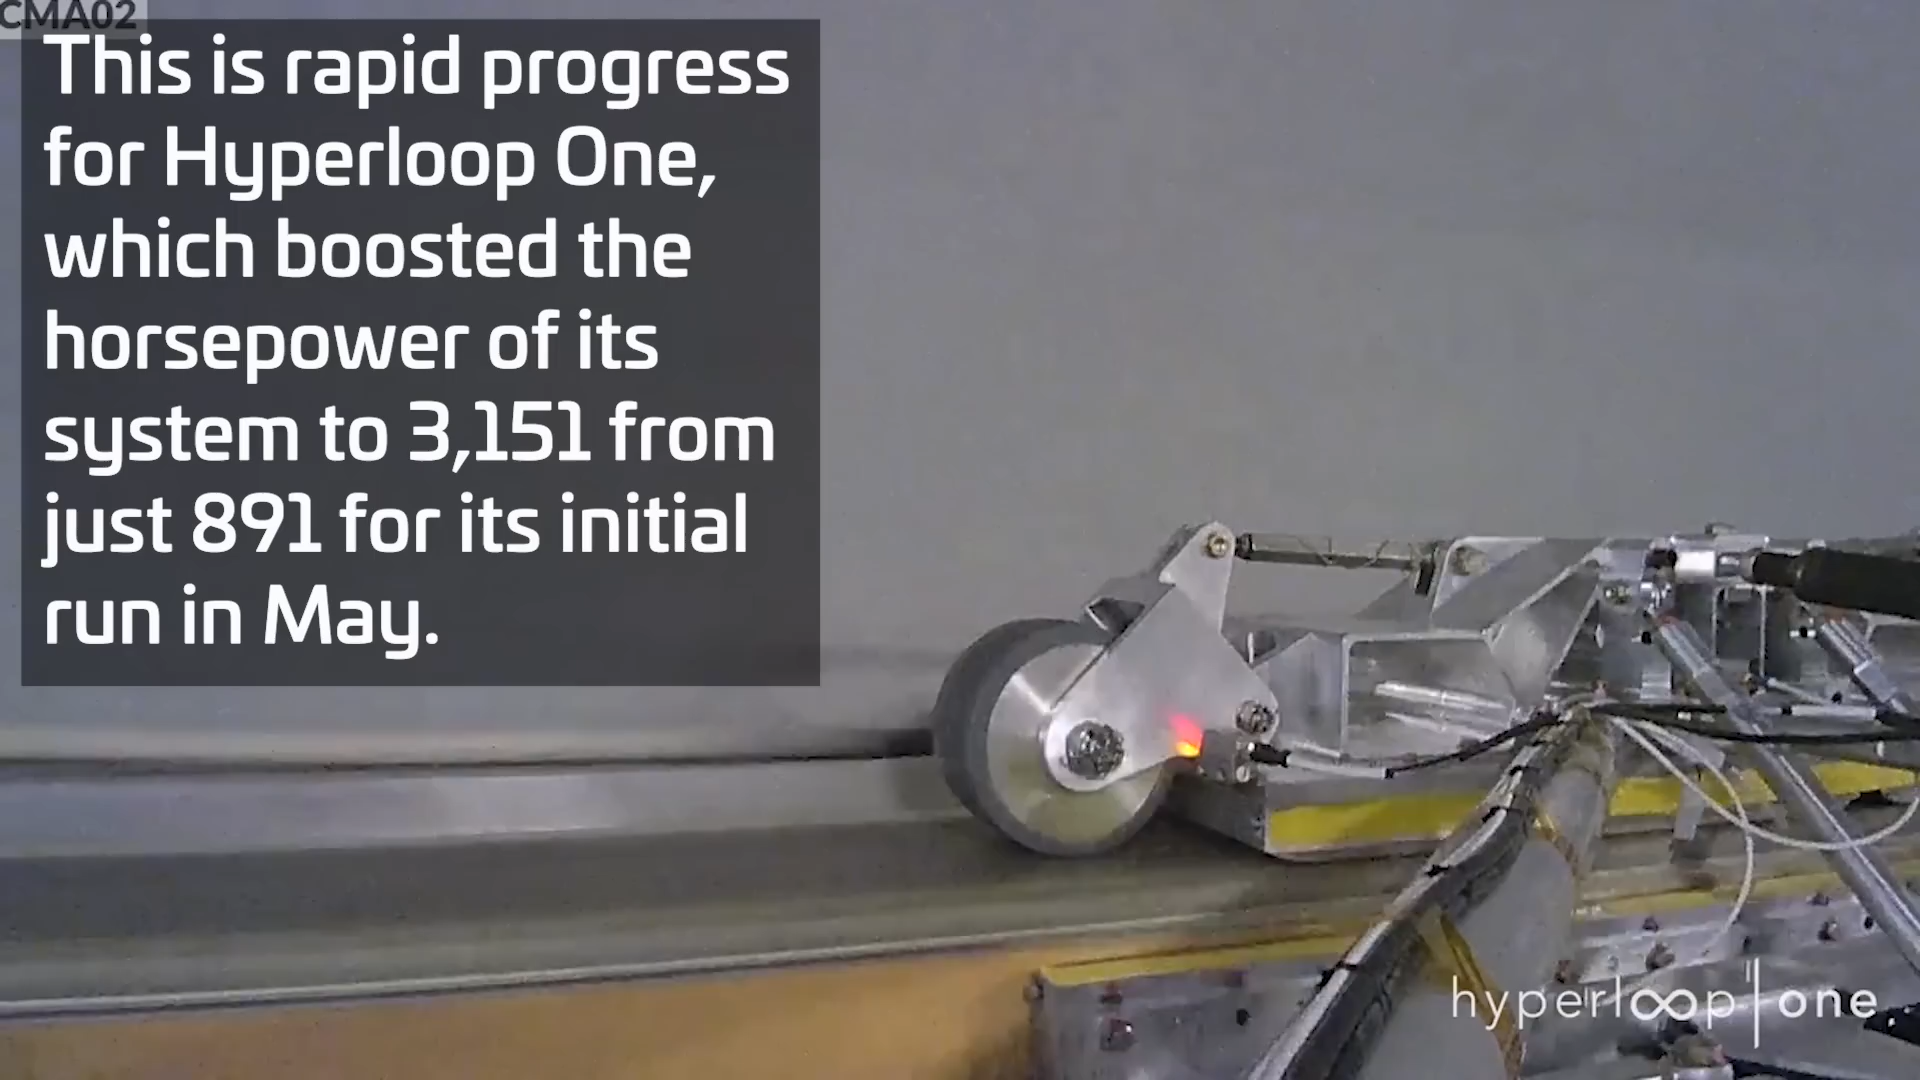 CMA02
This is rapid progress
for Hyperloop One,
which boosted the
horsepower of its
system to 3,151 from
just 891 for its initial
run in May.
hyperloop one